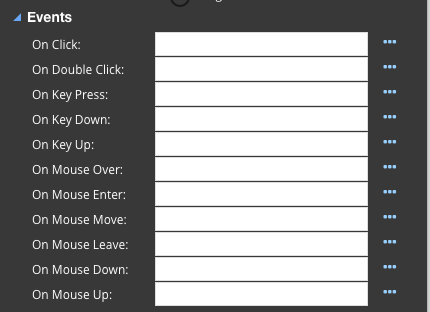 Events
On Click:
On Double Click:
On Key Press:
On Key Down:
On Key Up:
On Mouse Over:
On Mouse Enter:
On Mouse Move:
On Mouse Leave:
On Mouse Down:
On Mouse Up: